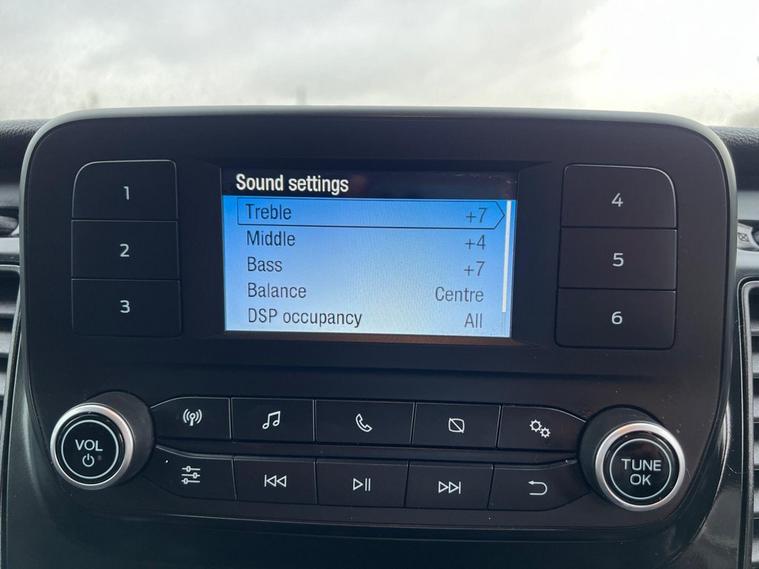 Sound settings
Treble +7
Middle +4
Bass +7
Balance Centre
DSP occupancy All
1
2
3
4
5
6
VOL
TUNE
OK